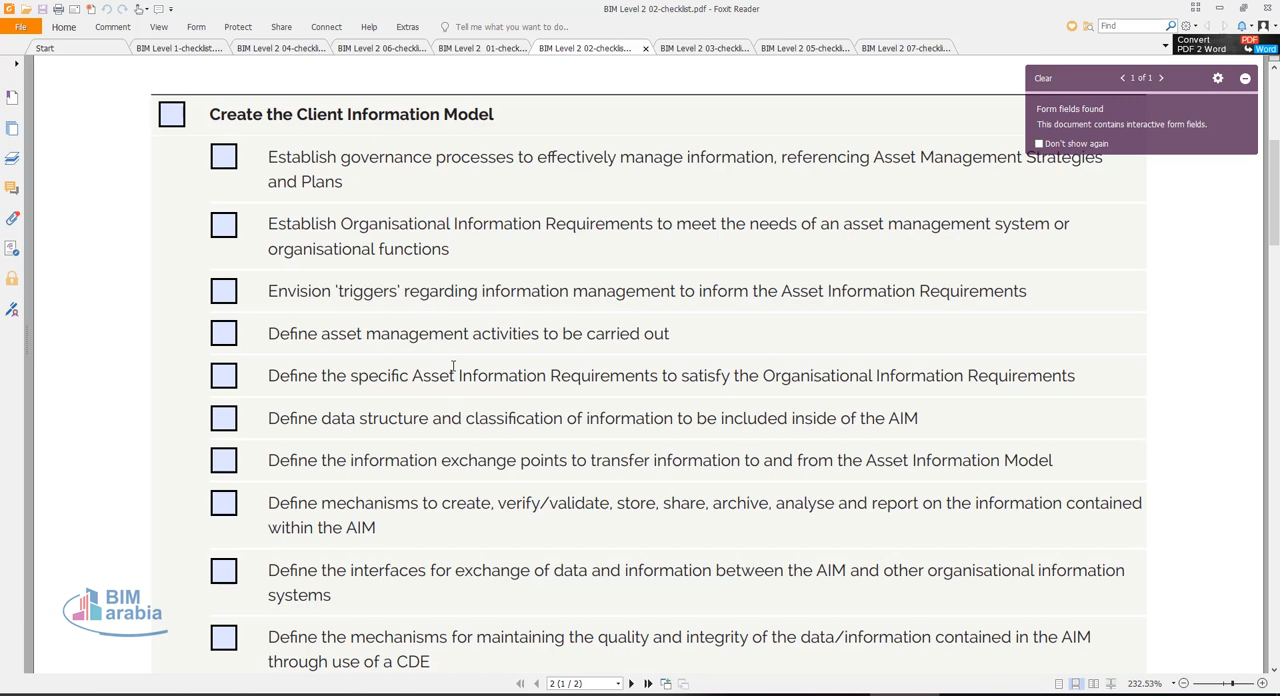 BIM Level 2 02-checklist.pdf - Foxit Reader
File Home Comment View Form Protect Share Connect Help Extras Tell me what you want to do.. Find
Start BIM Level 1-checklist.... BIM Level 2 04-checkli... BIM Level 2 06-checkli... BIM Level 2 01-check... BIM Level 2 02-checkles... BIM Level 2 03-checkli... BIM Level 2 05-checkli... BIM Level 2 07-checkli...
Convert PDF
PDF 2 Word Word
Clear 1 of 1
Form fields found
This document contains interactive form fields.
Don't show again
Create the Client Information Model
Establish governance processes to effectively manage information, referencing Asset Management Strategies
and Plans
Establish Organisational Information Requirements to meet the needs of an asset management system or
organisational functions
Envision 'triggers' regarding information management to inform the Asset Information Requirements
Define asset management activities to be carried out
Define the specific Asset Information Requirements to satisfy the Organisational Information Requirements
Define data structure and classification of information to be included inside of the AIM
Define the information exchange points to transfer information to and from the Asset Information Model
Define mechanisms to create, verify/validate, store, share, archive, analyse and report on the information contained
within the AIM
Define the interfaces for exchange of data and information between the AIM and other organisational information
systems
Define the mechanisms for maintaining the quality and integrity of the data/information contained in the AIM
through use of a CDE
BIM
arabia
2 (1 / 2) 232.53%